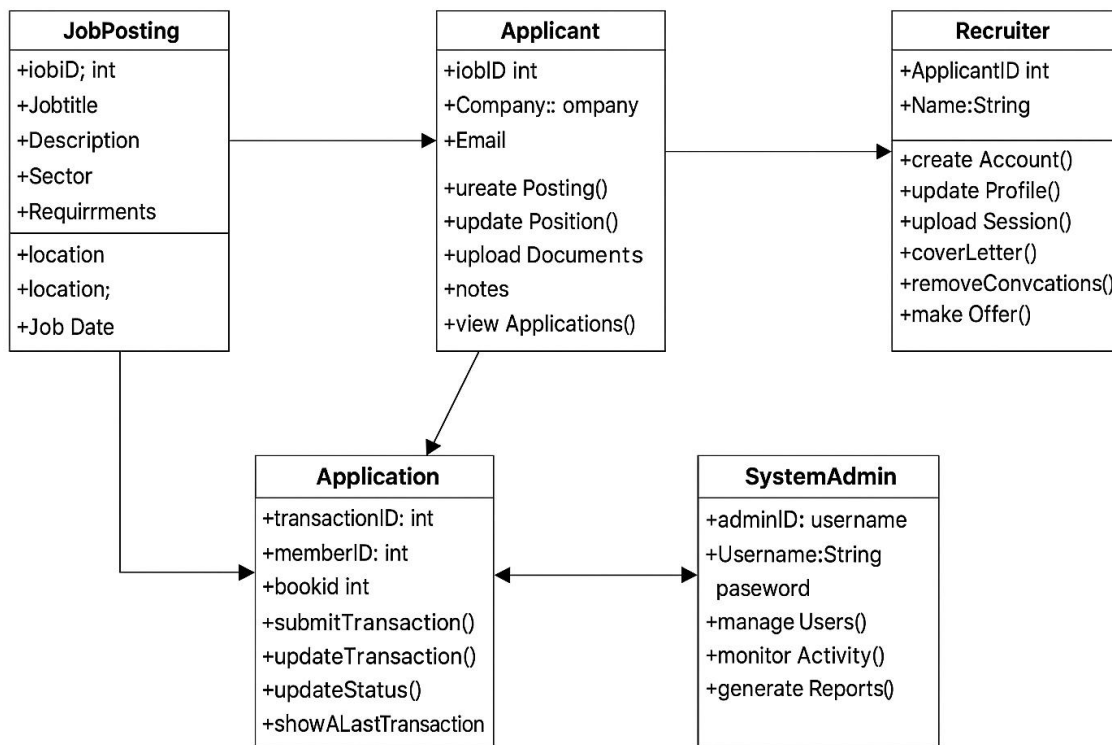 JobPosting
+iobiD; int
+Jobtitle
+Description
+Sector
+Requirrments
+location
+location;
+Job Date
Applicant
+iobID int
+Company:: ompany
+Email
+ureate Posting()
+update Position()
+upload Documents
+notes
+view Applications()
Recruiter
+ApplicantID int
+Name:String
+create Account()
+update Profile()
+upload Session()
+coverLetter()
+removeConvcations()
+make Offer()
Application
+transactionID: int
+memberID: int
+bookid int
+submitTransaction()
+updateTransaction()
+updateStatus()
+showALastTransaction
SystemAdmin
+adminID: username
+Username:String
paseword
+manage Users()
+monitor Activity()
+generate Reports()